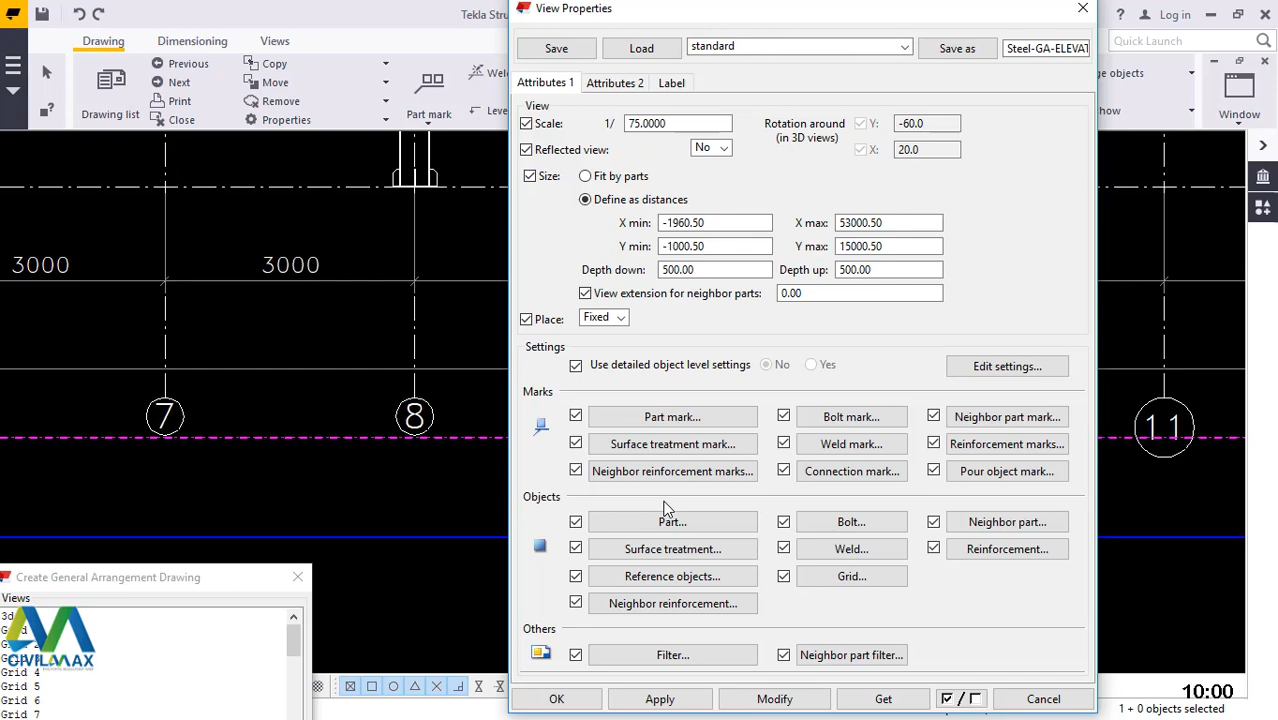 Tekla Stru
Log in
Drawing Dimensioning Views
Quick Launch
Drawing list
Previous
Next
Print
Close
Copy
Move
Remove
Properties
Part mark
Wel
Leve
ge objects
how
Window
View Properties
Save Load standard Save as Steel-GA-ELEVAT
Attributes 1 Attributes 2 Label
View
Scale: 1/ 75.0000 Rotation around Y: -60.0
(in 3D views)
Reflected view: No X: 20.0
Size: Fit by parts
Define as distances
X min: -1960.50 X max: 53000.50
Y min: -1000.50 Y max: 15000.50
Depth down: 500.00 Depth up: 500.00
View extension for neighbor parts: 0.00
Place: Fixed
Settings
Use detailed object level settings No Yes Edit settings...
Marks
Part mark... Bolt mark... Neighbor part mark...
Surface treatment mark... Weld mark... Reinforcement marks...
Neighbor reinforcement marks... Connection mark... Pour object mark...
Objects
Part... Bolt... Neighbor part...
Surface treatment... Weld... Reinforcement...
Reference objects... Grid...
Neighbor reinforcement...
Others
Filter... Neighbor part filter...
OK Apply Modify Get / Cancel
3000 3000
7 8 11
Create General Arrangement Drawing
Views
3d
Grid 4
Grid 5
Grid 6
Grid 7
CIVILMAX
10:00
1 + 0 objects selected